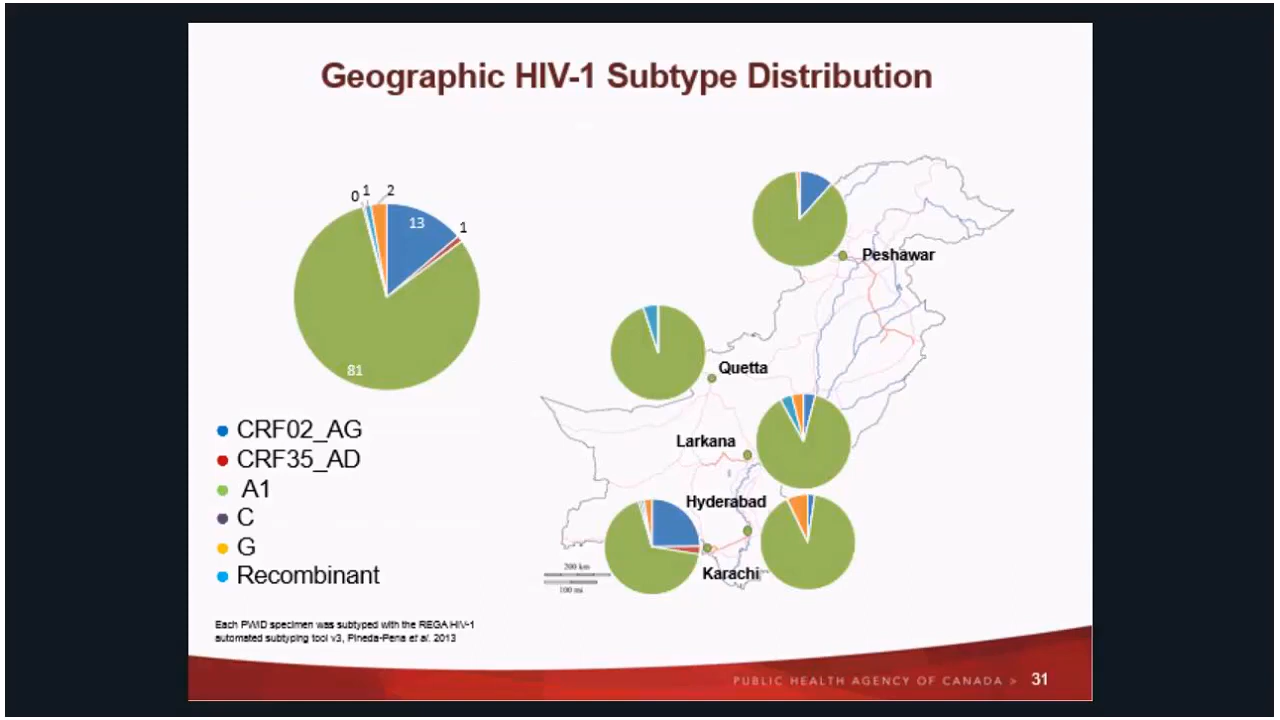 Geographic HIV-1 Subtype Distribution
0
1
2
13
1
81
Peshawar
Quetta
Larkana
Hyderabad
Karachi
CRF02_AG
CRF35_AD
A1
C
G
Recombinant
200 km
100 mi
Each PWID specimen was subtyped with the REGA HIV-1
automated subtyping tool v3, Pineda-Pena et al. 2013
PUBLIC HEALTH AGENCY OF CANADA > 31